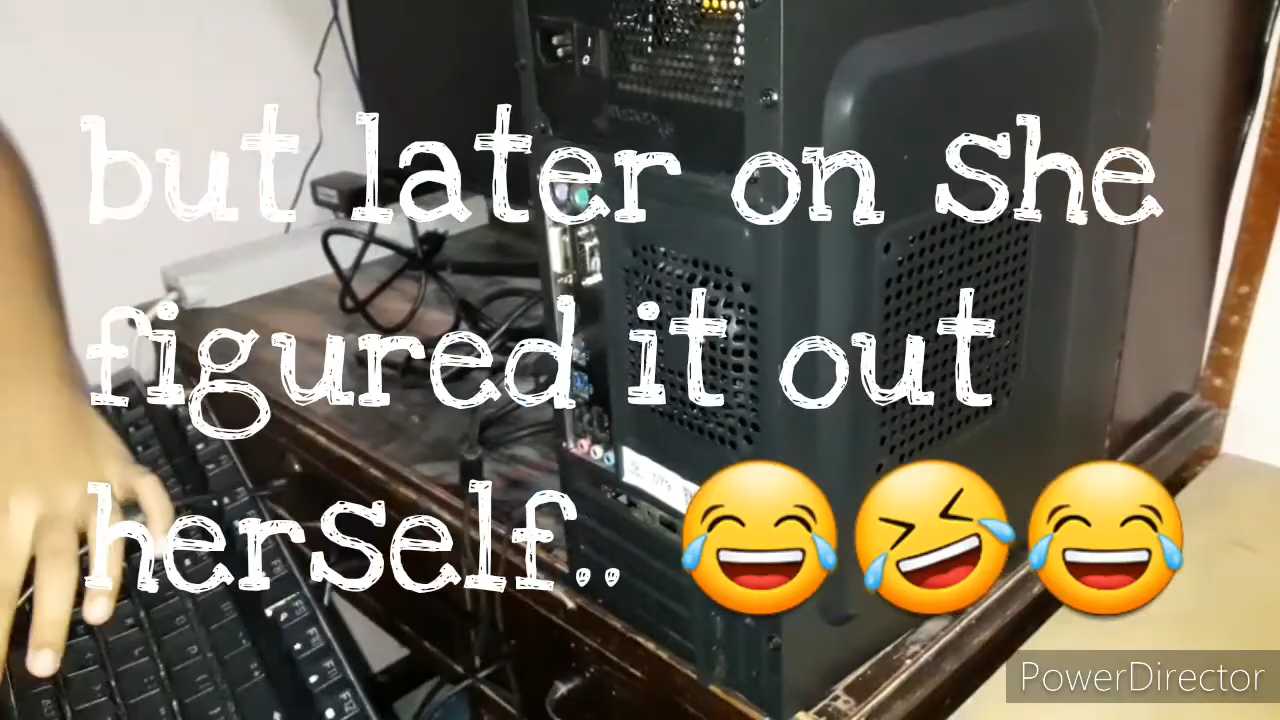 but later on she
figured it out
herself.. 😂🤣😂
PowerDirector